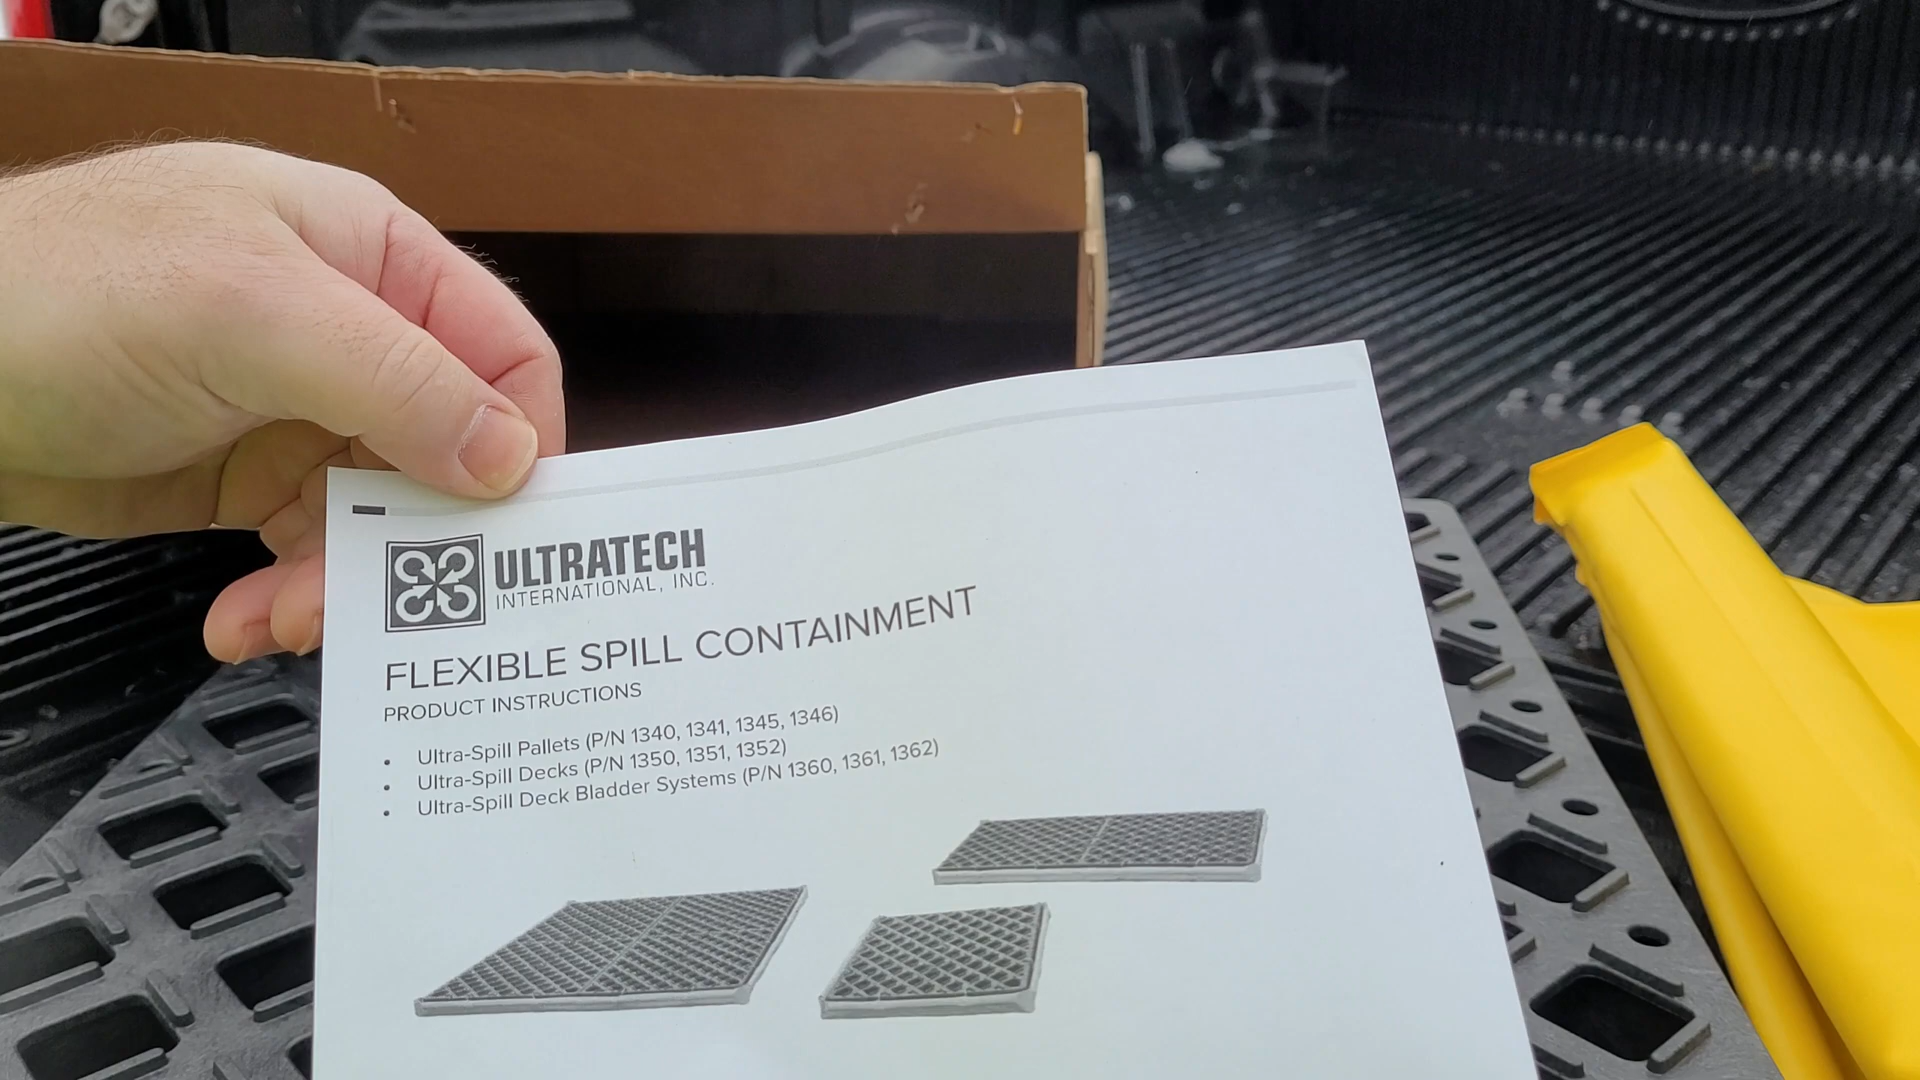 ULTRATECH
INTERNATIONAL, INC.
FLEXIBLE SPILL CONTAINMENT
PRODUCT INSTRUCTIONS
• Ultra-Spill Pallets (P/N 1340, 1341, 1345, 1346)
• Ultra-Spill Decks (P/N 1350, 1351, 1352)
• Ultra-Spill Deck Bladder Systems (P/N 1360, 1361, 1362)